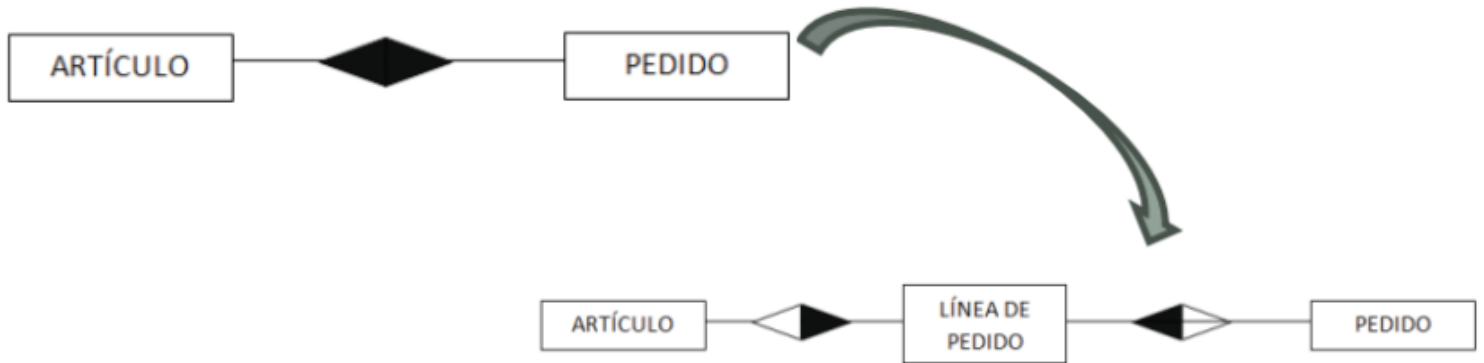 ARTÍCULO
PEDIDO
ARTÍCULO
LÍNEA DE
PEDIDO
PEDIDO